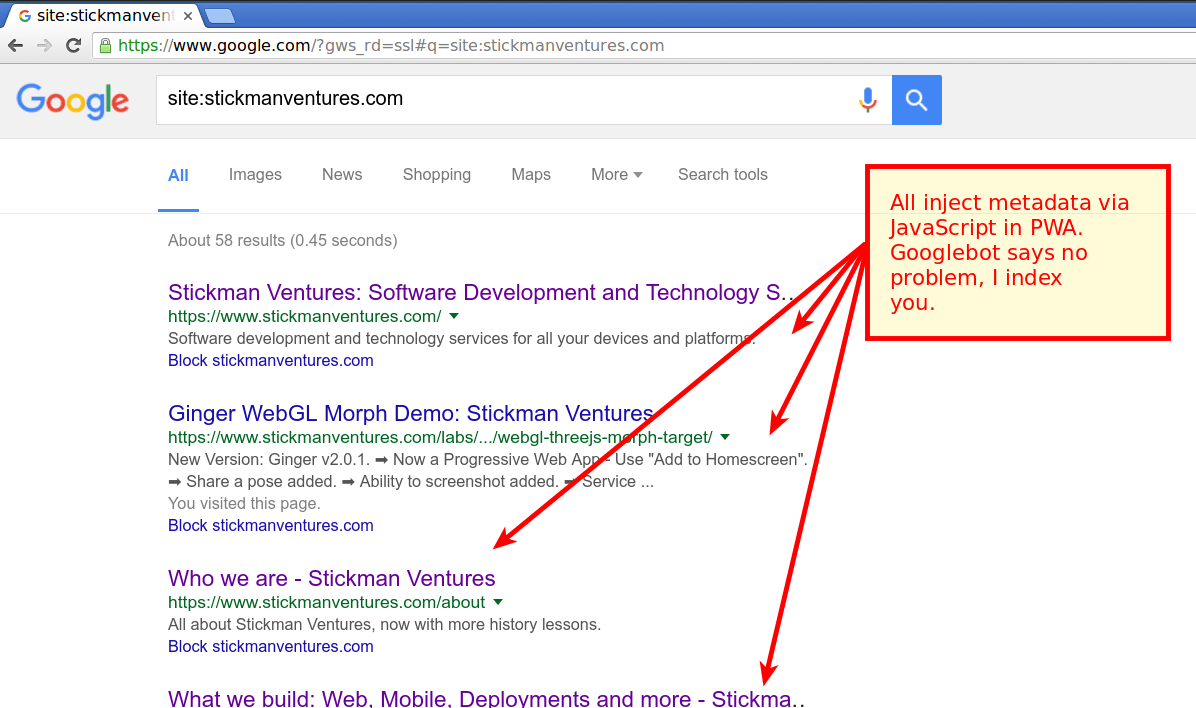 site:stickmanvent
https://www.google.com/?gws_rd=ssl#q=site:stickmanventures.com
Google
site:stickmanventures.com
All Images News Shopping Maps More Search tools
All inject metadata via
JavaScript in PWA.
Googlebot says no
problem, I index
you.
About 58 results (0.45 seconds)
Stickman Ventures: Software Development and Technology S...
https://www.stickmanventures.com/
Software development and technology services for all your devices and platforms.
Block stickmanventures.com
Ginger WebGL Morph Demo: Stickman Ventures
https://www.stickmanventures.com/labs/.../webgl-threejs-morph-target/
New Version: Ginger v2.0.1. ➡ Now a Progressive Web App - Use "Add to Homescreen".
➡ Share a pose added. ➡ Ability to screenshot added. ➡ Service ...
You visited this page.
Block stickmanventures.com
Who we are - Stickman Ventures
https://www.stickmanventures.com/about
All about Stickman Ventures, now with more history lessons.
Block stickmanventures.com
What we build: Web, Mobile, Deployments and more - Stickma...